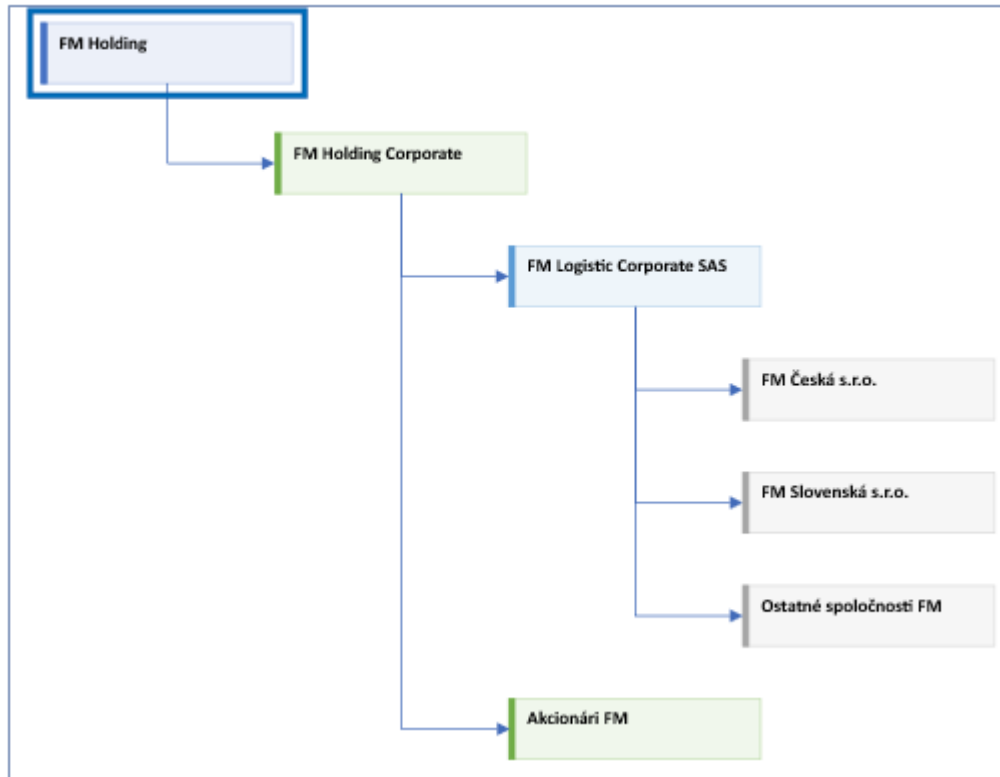 FM Holding
FM Holding Corporate
FM Logistic Corporate SAS
FM Česká s.r.o.
FM Slovenská s.r.o.
Ostatné spoločnosti FM
Akcionári FM